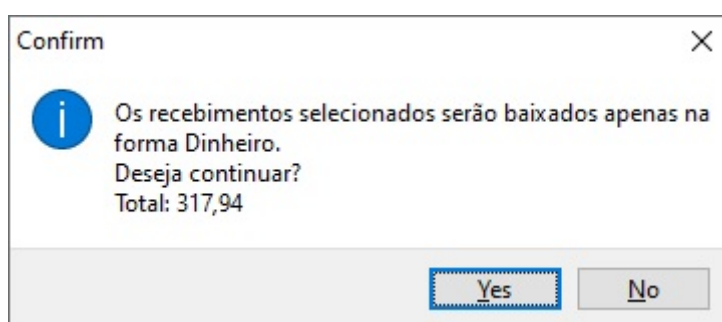 Confirm
Os recebimentos selecionados serão baixados apenas na
forma Dinheiro.
Deseja continuar?
Total: 317,94
Yes
No